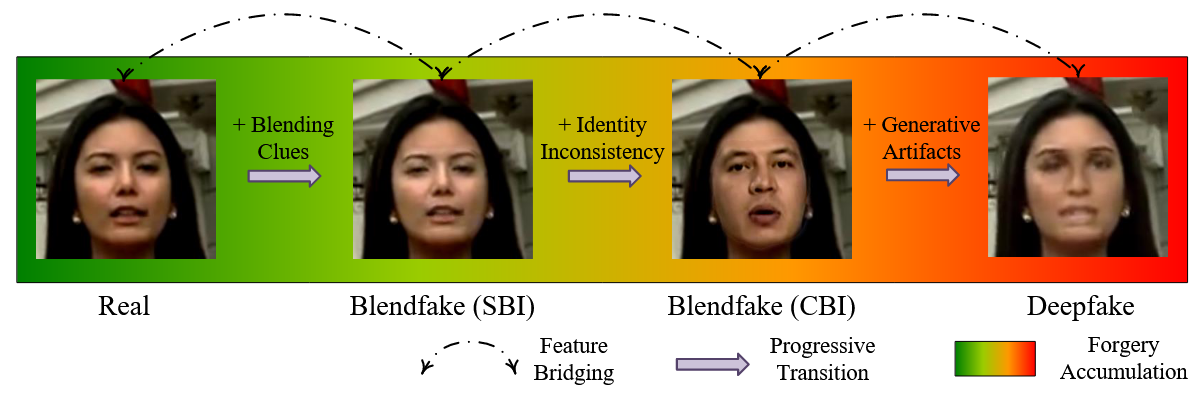 + Blending
Clues
+ Identity
Inconsistency
+ Generative
Artifacts
Real
Blendfake (SBI)
Blendfake (CBI)
Deepfake
Feature
Bridging
Progressive
Transition
Forgery
Accumulation